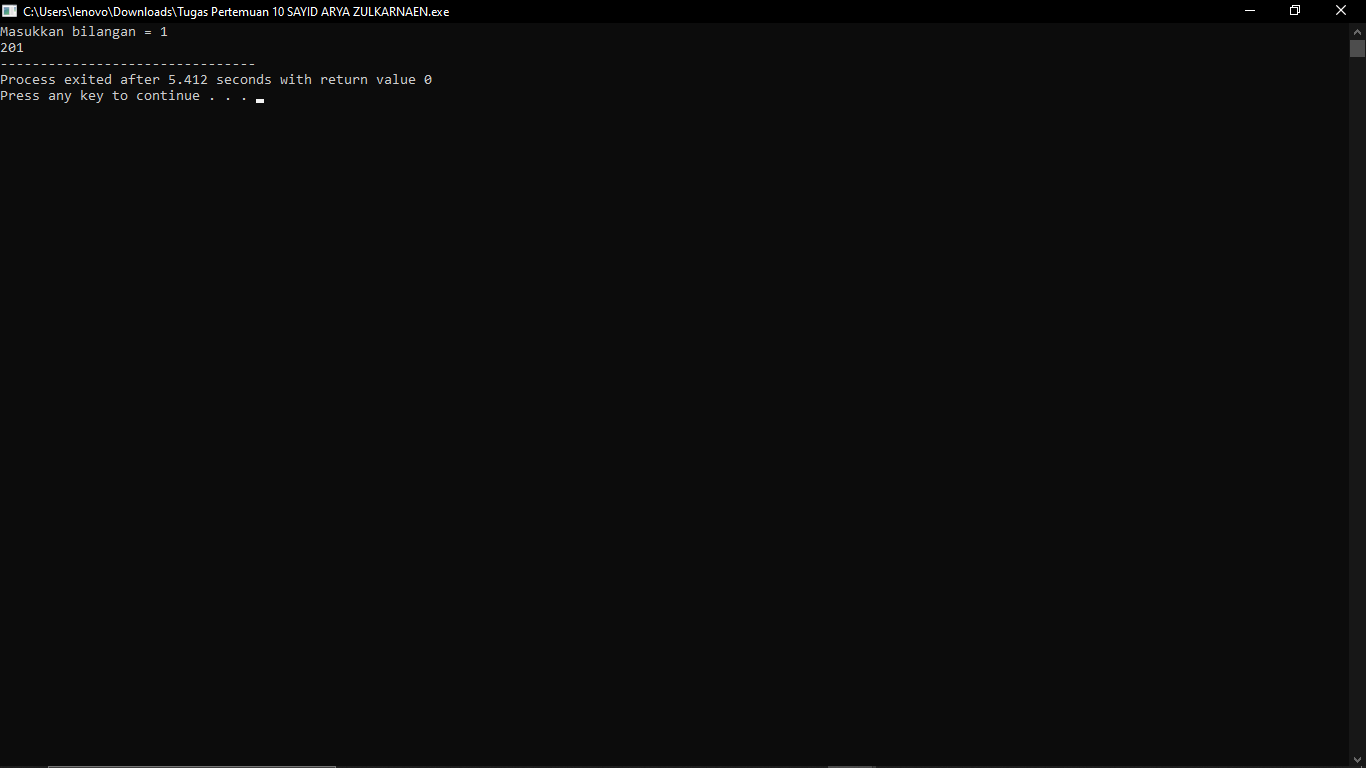 C:\Users\lenovo\Downloads\Tugas Pertemuan 10 SAYID ARYA ZULKARNAEN.exe
Masukkan bilangan = 1
201
--------------------------------
Process exited after 5.412 seconds with return value 0
Press any key to continue . . .